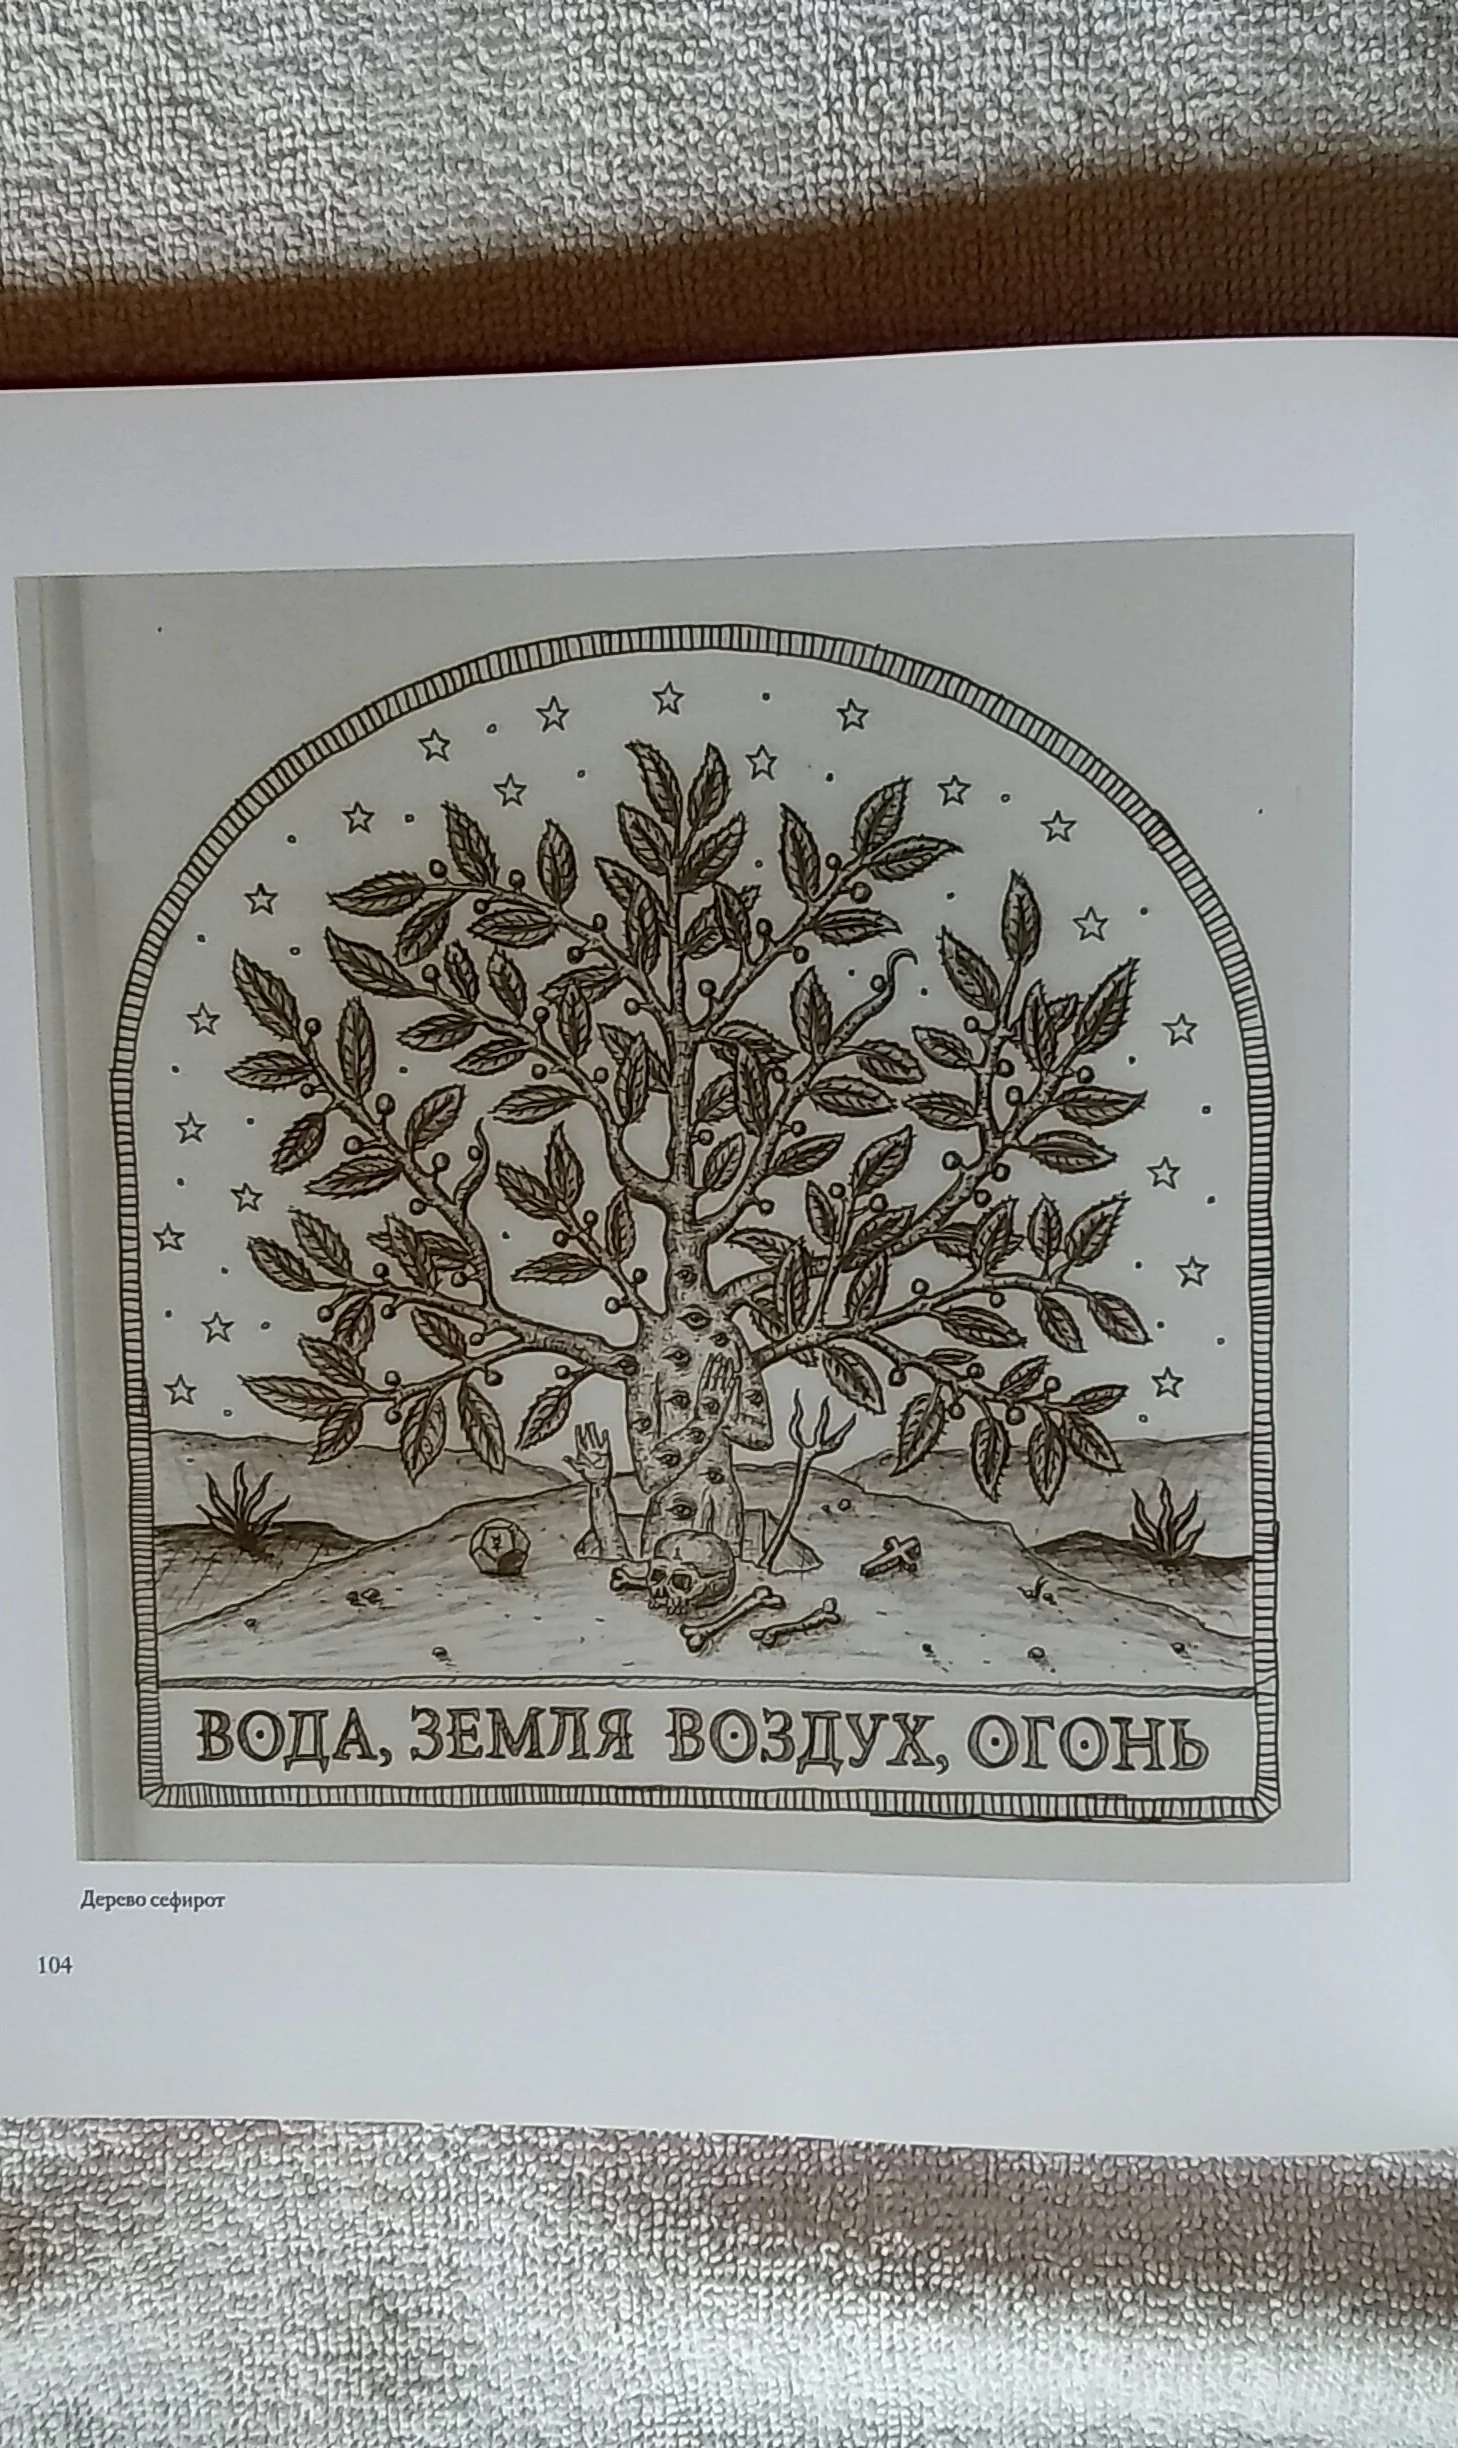 ВОДА, ЗЕМЛЯ ВОЗДУХ, ОГОНЬ
Дерево сефирот
104